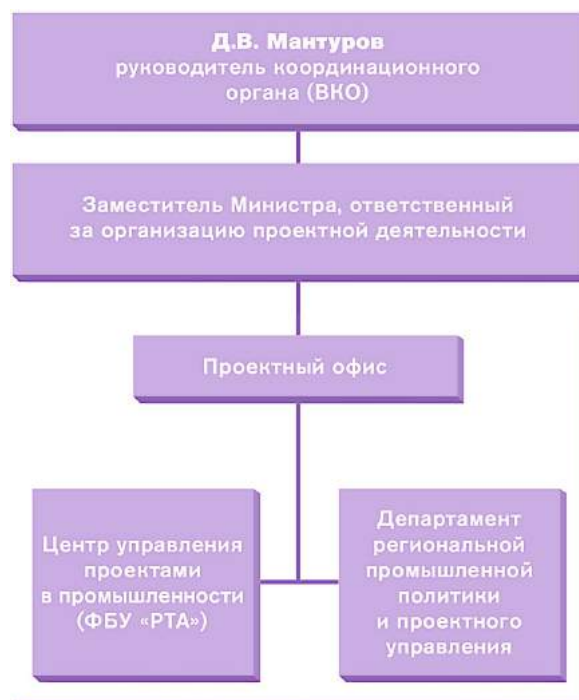 Д.В. Мантуров
руководитель координационного
органа (ВКО)
Заместитель Министра, ответственный
за организацию проектной деятельности
Проектный офис
Центр управления
проектами
в промышленности
(ФБУ «РТА»)
Департамент
региональной
промышленной
политики
и проектного
управления